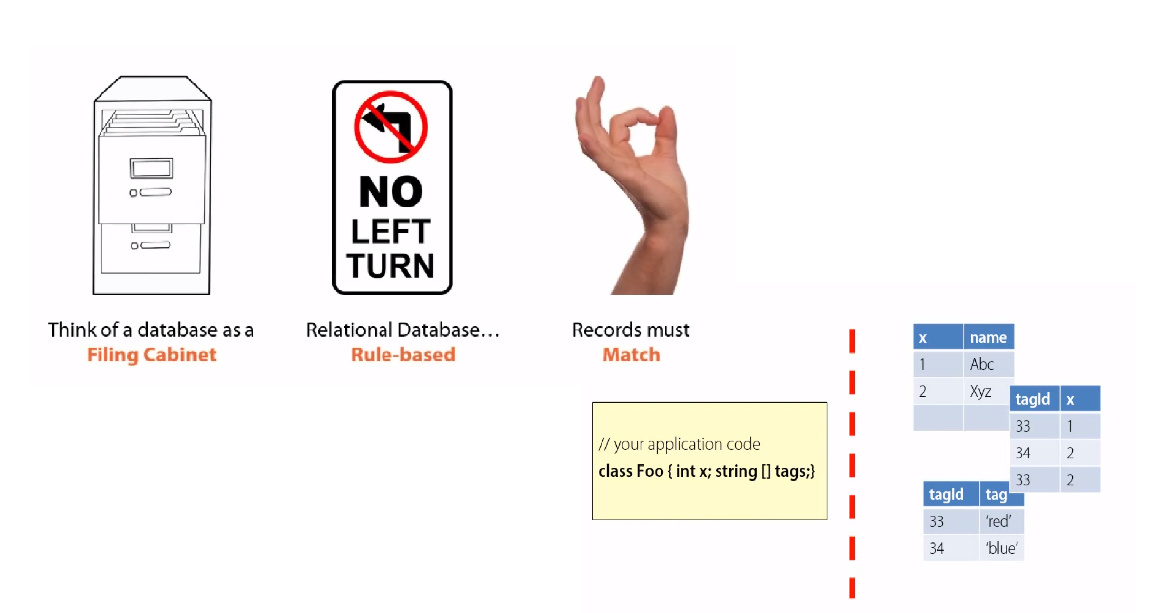 NO
LEFT
TURN
Think of a database as a
Filing Cabinet
Relational Database…
Rule-based
Records must
Match
// your application code
class Foo { int x; string [] tags;}
x name
1 Abc
2 Xyz
tagId x
33 1
34 2
33 2
tagId tag
33 ‘red’
34 ‘blue’